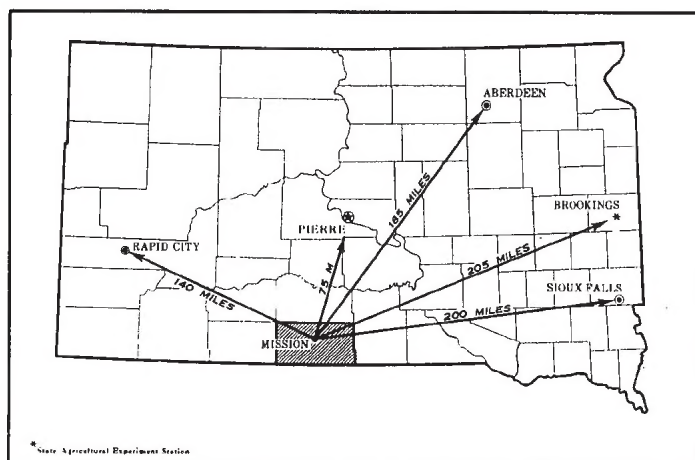 ABERDEEN
185 MILES
BROOKINGS
*
PIERRE
RAPID CITY
205 MILES
75 M
SIOUX FALLS
140 MILES
200 MILES
MISSION
*State Agricultural Experiment Station